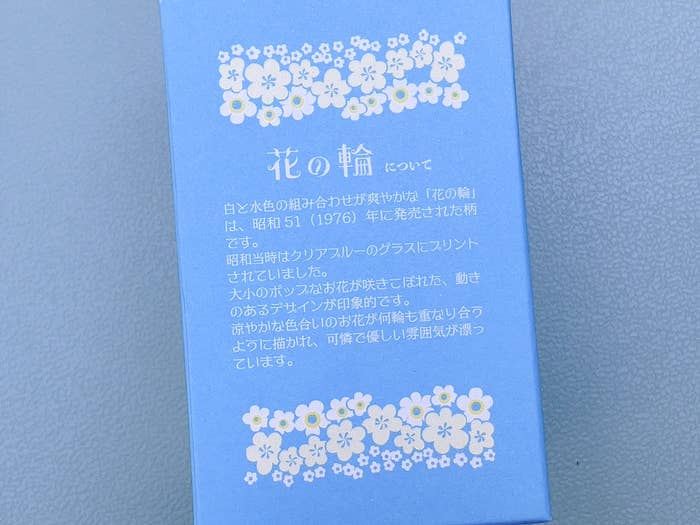 花の輪について
白と水色の組み合わせが爽やかな「花の輪」
は、昭和51（1976）年に発売された柄
です。
昭和当時はクリアブルーのグラスにプリント
されていました。
大小のポップなお花が咲きこぼれた、動き
のあるデザインが印象的です。
涼やかな色合いのお花が何輪も重なり合う
ように描かれ、可憐で優しい雰囲気が漂っ
ています。